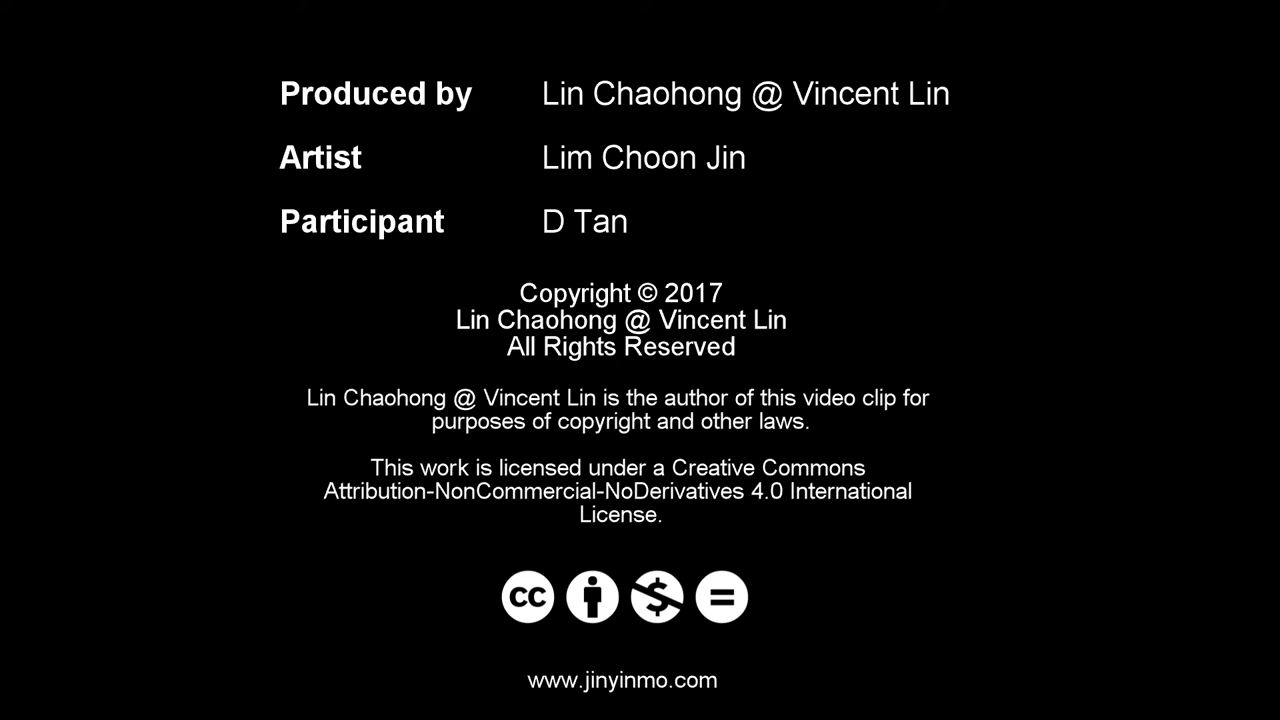 Produced by Lin Chaohong @ Vincent Lin
Artist Lim Choon Jin
Participant D Tan
Copyright © 2017
Lin Chaohong @ Vincent Lin
All Rights Reserved
Lin Chaohong @ Vincent Lin is the author of this video clip for
purposes of copyright and other laws.
This work is licensed under a Creative Commons
Attribution-NonCommercial-NoDerivatives 4.0 International
License.
cc $ =
www.jinyinmo.com